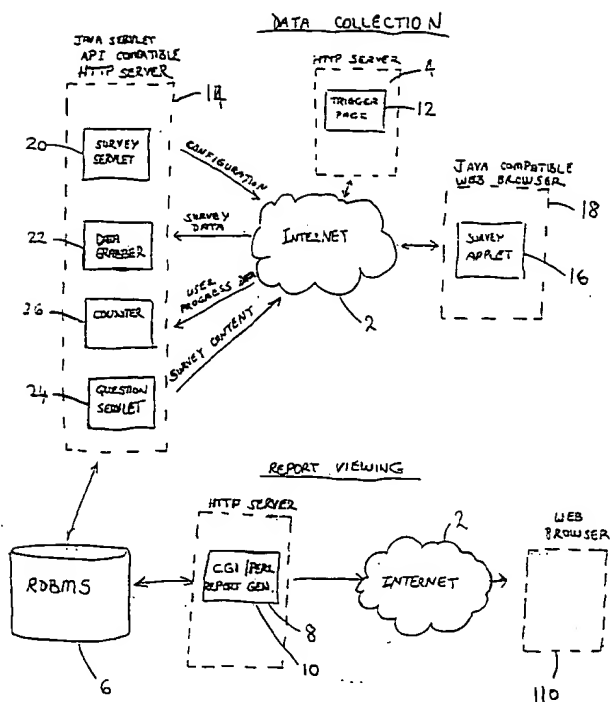 DATA COLLECTION
JAVA SERVLET
API COMPATIBLE
HTTP SERVER
14
HTTP SERVER
4
TRIGGER
PAGE
12
20
SURVEY
SERVLET
CONFIGURATION
JAVA COMPATIBLE
WEB BROWSER
18
22
DATA
GRABBER
SURVEY
DATA
INTERNET
SURVEY
APPLET
16
26
COUNTER
USER
PROGRESS DATA
2
24
QUESTION
SERVLET
SURVEY CONTENT
REPORT VIEWING
HTTP SERVER
2
WEB
BROWSER
RDBMS
CGI/PERL
REPORT GEN.
INTERNET
8
10
6
110